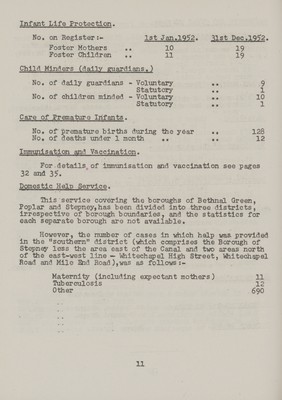 Infant Life Protection.
No. on Register:- 1st Jan.1952. 31st Dec.1952.
Foster Mothers .. 10 19
Foster Children .. 11 19
Child Minders (daily guardians.)
No. of daily guardians - Voluntary .. 9
Statutory .. 1
No. of children minded - Voluntary .. 10
Statutory .. 1
Care of Premature Infants.
No. of premature births during the year .. 128
No. of deaths under 1 month .. .. 12
Immunisation and Vaccination.
For details of immunisation and vaccination see pages
32 and 35.
Domestic Help Service.
This service covering the boroughs of Bethnal Green,
Poplar and Stepney, has been divided into three districts,
irrespective of borough boundaries, and the statistics for
each separate borough are not available.
However, the number of cases in which help was provided
in the "southern" district (which comprises the Borough of
Stepney less the area east of the Canal and two areas north
of the east-west line - Whitechapel High Street, Whitechapel
Road and Mile End Road), was as follows:-
Maternity (including expectant mothers) 11
Tuberculosis 12
Other 690
11